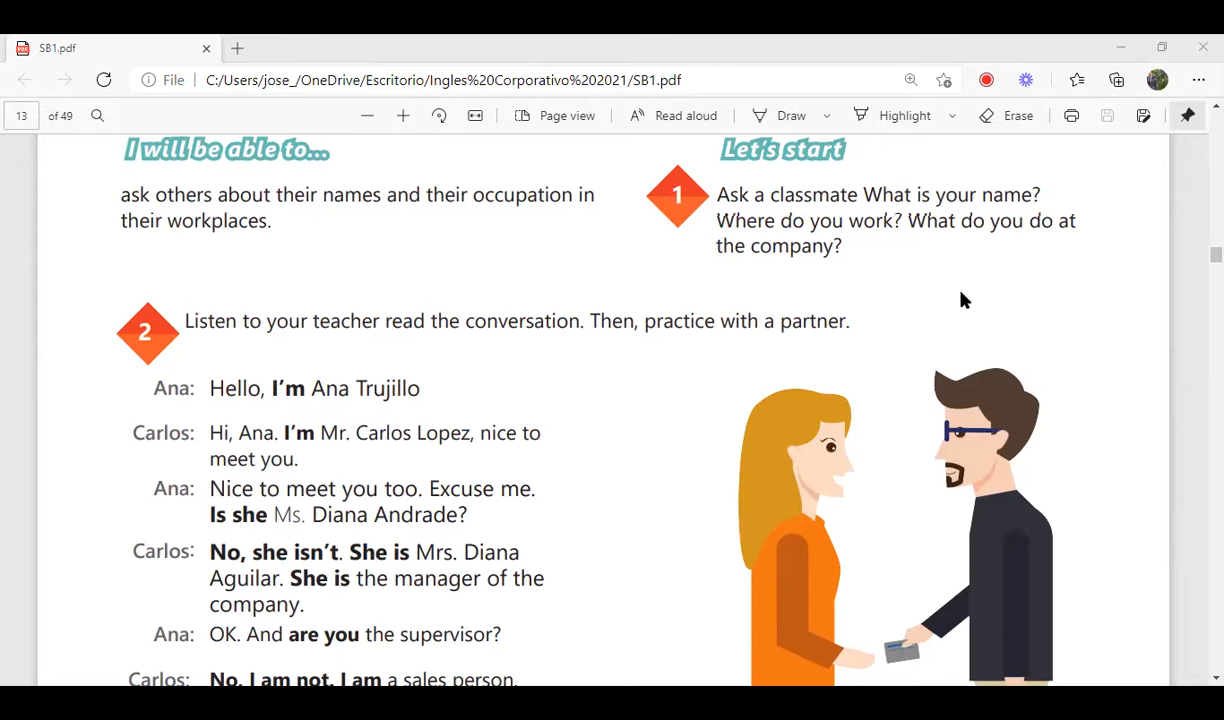 SB1.pdf
File
C:/Users/jose_/OneDrive/Escritorio/Ingles%20Corporativo%202021/SB1.pdf
13 of 49
Page view
Read aloud
Draw
Highlight
Erase
I will be able to...
ask others about their names and their occupation in
their workplaces.
Let's start
1
Ask a classmate What is your name?
Where do you work? What do you do at
the company?
2
Listen to your teacher read the conversation. Then, practice with a partner.
Ana: Hello, I'm Ana Trujillo
Carlos: Hi, Ana. I'm Mr. Carlos Lopez, nice to
meet you.
Ana: Nice to meet you too. Excuse me.
Is she Ms. Diana Andrade?
Carlos: No, she isn't. She is Mrs. Diana
Aguilar. She is the manager of the
company.
Ana: OK. And are you the supervisor?
Carlos: No, I am not. I am a sales person.